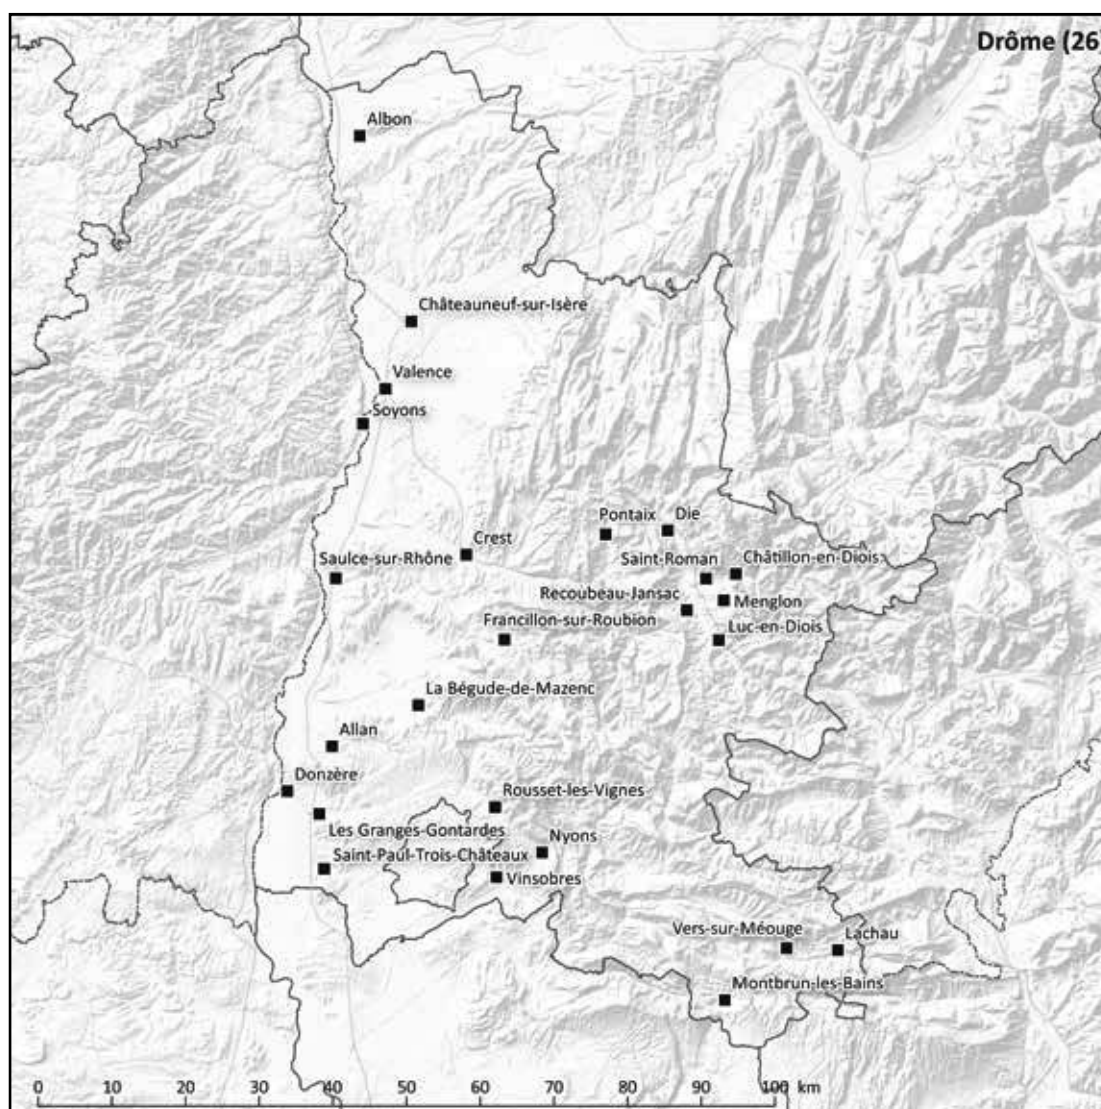 Drôme (26)
Albon
Châteauneuf-sur-Isère
Valence
Soyons
Pontaix
Die
Crest
Saint-Roman
Châtillon-en-Diois
Saulce-sur-Rhône
Recoubeau-Jansac
Menglon
Francillon-sur-Roubion
Luc-en-Diois
La Bégude-de-Mazenc
Allan
Donzère
Rousset-les-Vignes
Les Granges-Gontardes
Nyons
Saint-Paul-Trois-Châteaux
Vinsobres
Vers-sur-Méouge
Lachau
Montbrun-les-Bains
0 10 20 30 40 50 60 70 80 90 100 km